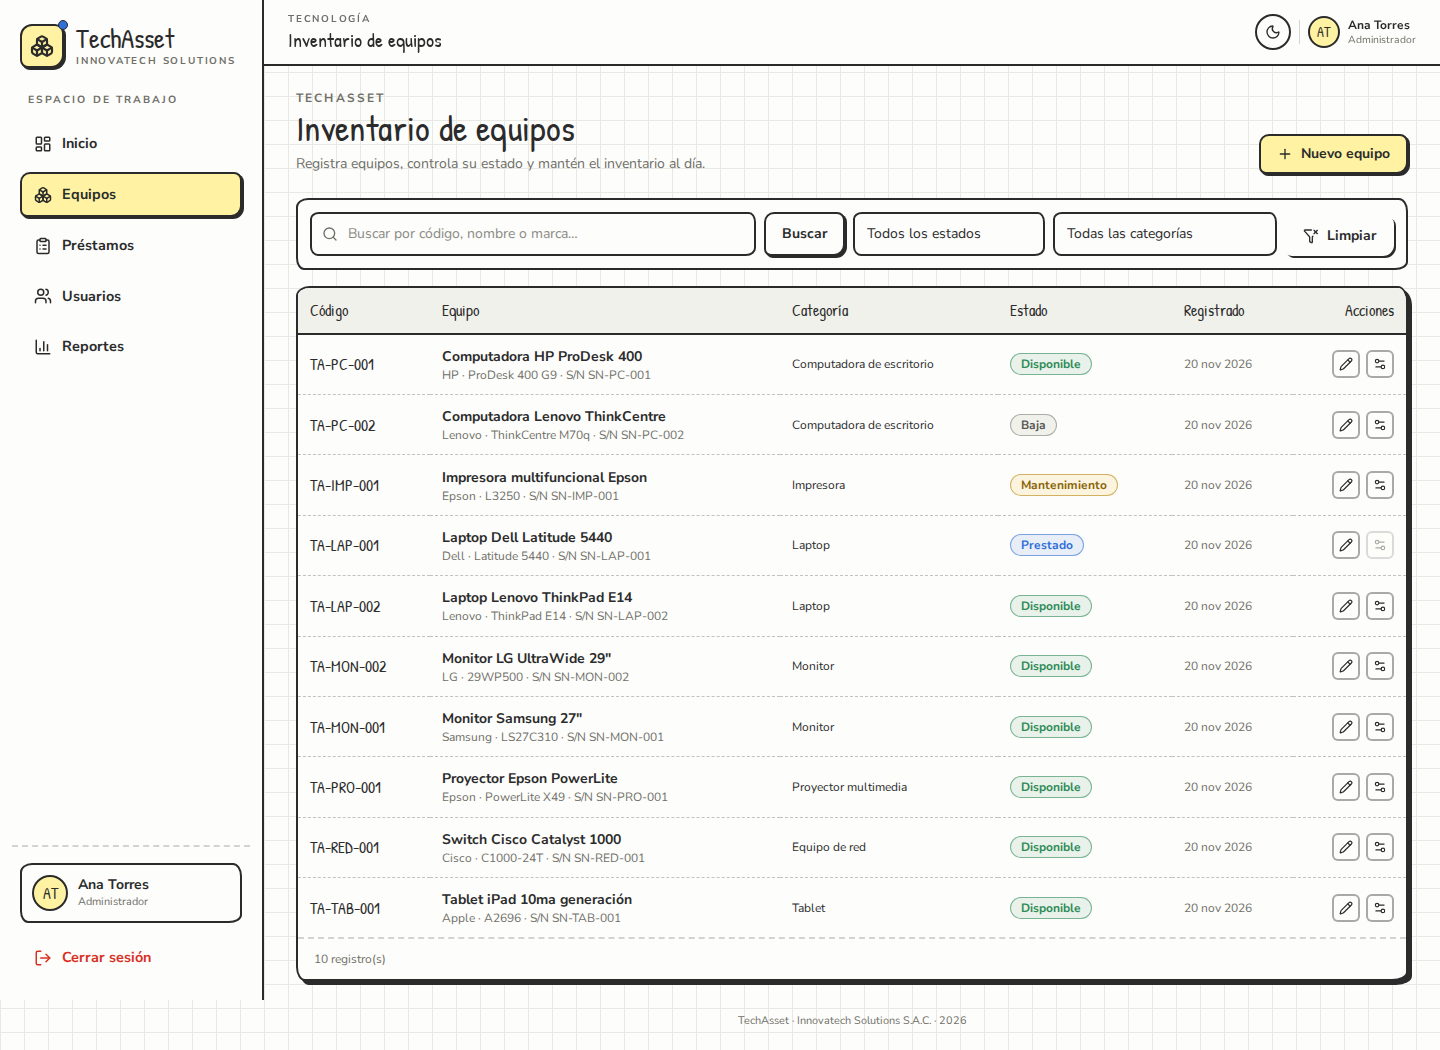 TechAsset
INNOVATECH SOLUTIONS
ESPACIO DE TRABAJO
Inicio
Equipos
Préstamos
Usuarios
Reportes
AT
Ana Torres
Administrador
Cerrar sesión
TECNOLOGÍA
Inventario de equipos
AT
Ana Torres
Administrador
TECHASSET
Inventario de equipos
Registra equipos, controla su estado y mantén el inventario al día.
Nuevo equipo
Buscar por código, nombre o marca...
Buscar
Todos los estados
Todas las categorías
Limpiar
Código Equipo Categoría Estado Registrado Acciones
TA-PC-001 Computadora HP ProDesk 400 Computadora de escritorio Disponible 20 nov 2026
HP · ProDesk 400 G9 · S/N SN-PC-001
TA-PC-002 Computadora Lenovo ThinkCentre Computadora de escritorio Baja 20 nov 2026
Lenovo · ThinkCentre M70q · S/N SN-PC-002
TA-IMP-001 Impresora multifuncional Epson Impresora Mantenimiento 20 nov 2026
Epson · L3250 · S/N SN-IMP-001
TA-LAP-001 Laptop Dell Latitude 5440 Laptop Prestado 20 nov 2026
Dell · Latitude 5440 · S/N SN-LAP-001
TA-LAP-002 Laptop Lenovo ThinkPad E14 Laptop Disponible 20 nov 2026
Lenovo · ThinkPad E14 · S/N SN-LAP-002
TA-MON-002 Monitor LG UltraWide 29" Monitor Disponible 20 nov 2026
LG · 29WP500 · S/N SN-MON-002
TA-MON-001 Monitor Samsung 27" Monitor Disponible 20 nov 2026
Samsung · LS27C310 · S/N SN-MON-001
TA-PRO-001 Proyector Epson PowerLite Proyector multimedia Disponible 20 nov 2026
Epson · PowerLite X49 · S/N SN-PRO-001
TA-RED-001 Switch Cisco Catalyst 1000 Equipo de red Disponible 20 nov 2026
Cisco · C1000-24T · S/N SN-RED-001
TA-TAB-001 Tablet iPad 10ma generación Tablet Disponible 20 nov 2026
Apple · A2696 · S/N SN-TAB-001
10 registro(s)
TechAsset · Innovatech Solutions S.A.C. · 2026